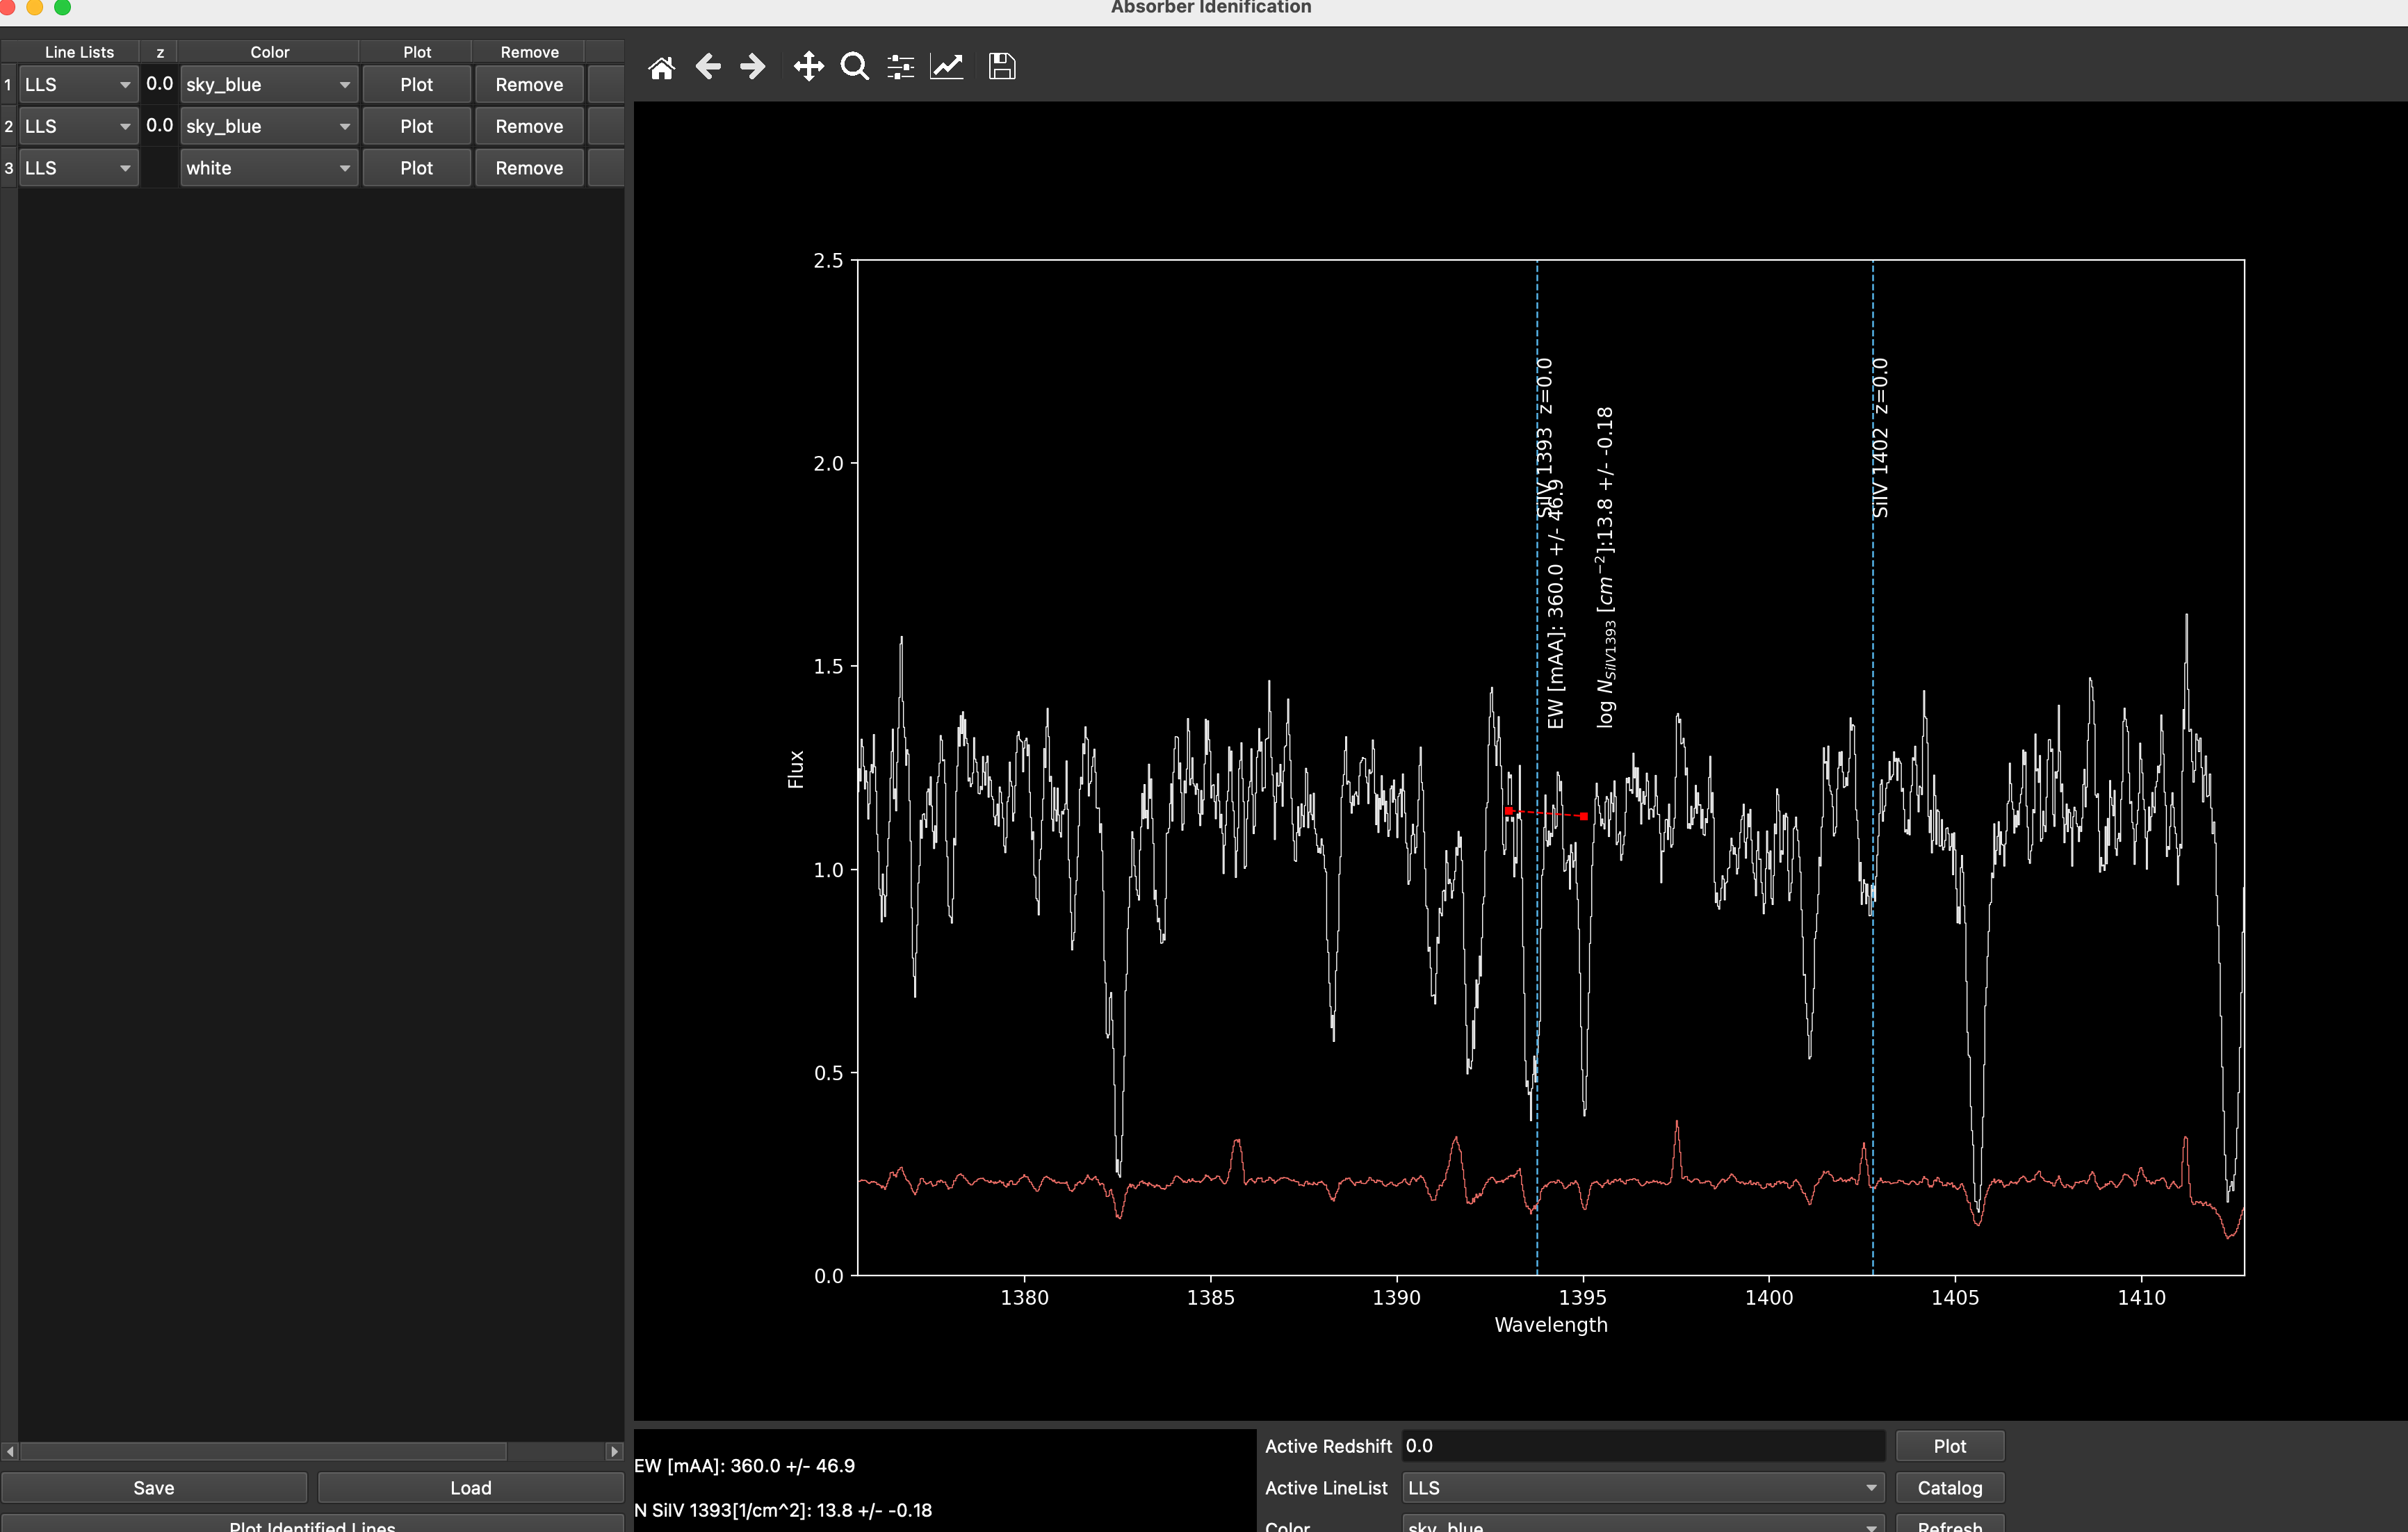 Absorber Idenification
Line Lists z Color Plot Remove
1 LLS 0.0 sky_blue Plot Remove
2 LLS 0.0 sky_blue Plot Remove
3 LLS white Plot Remove
2.5
2.0
1.5
1.0
0.5
0.0
Flux
SiIV 1393 z=0.0
EW [mAA]: 360.0 +/- 46.9
log N_SiIV1393 [cm^−2]:13.8 +/- -0.18
SiIV 1402 z=0.0
1380 1385 1390 1395 1400 1405 1410
Wavelength
Save Load
Plot Identified Lines
EW [mAA]: 360.0 +/- 46.9
N SiIV 1393[1/cm^2]: 13.8 +/- -0.18
Active Redshift 0.0 Plot
Active LineList LLS Catalog
Color sky_blue Refresh